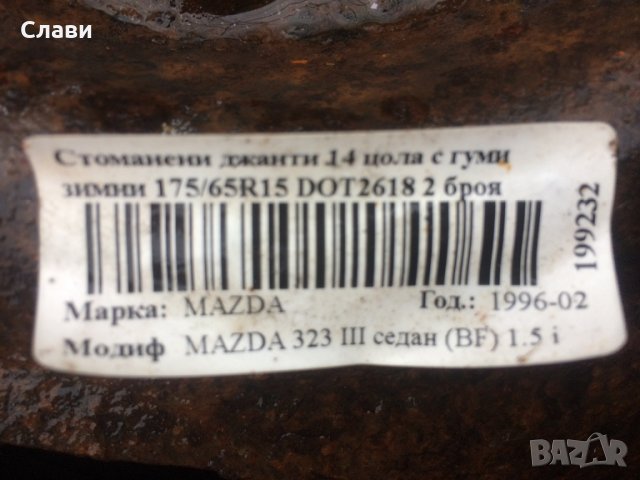 Слави
Стоманени джанти 14 цола с гуми
зимни 175/65R15 DOT2618 2 броя
199232
Марка: MAZDA Год.: 1996-02
Модиф MAZDA 323 III седан (BF) 1.5 i
BAZAR